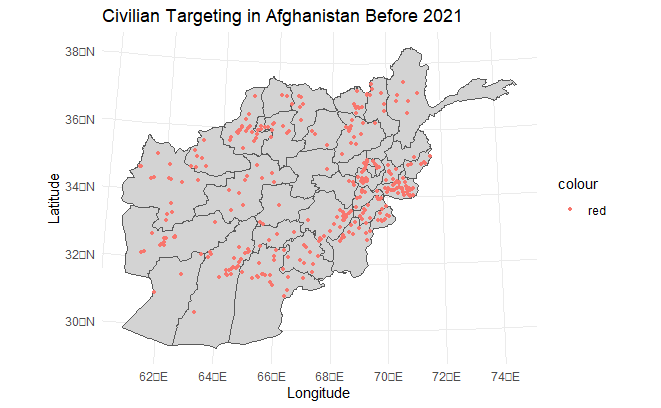 Civilian Targeting in Afghanistan Before 2021
38□N
36□N
34□N
32□N
30□N
Latitude
62□E 64□E 66□E 68□E 70□E 72□E 74□E
Longitude
colour
red